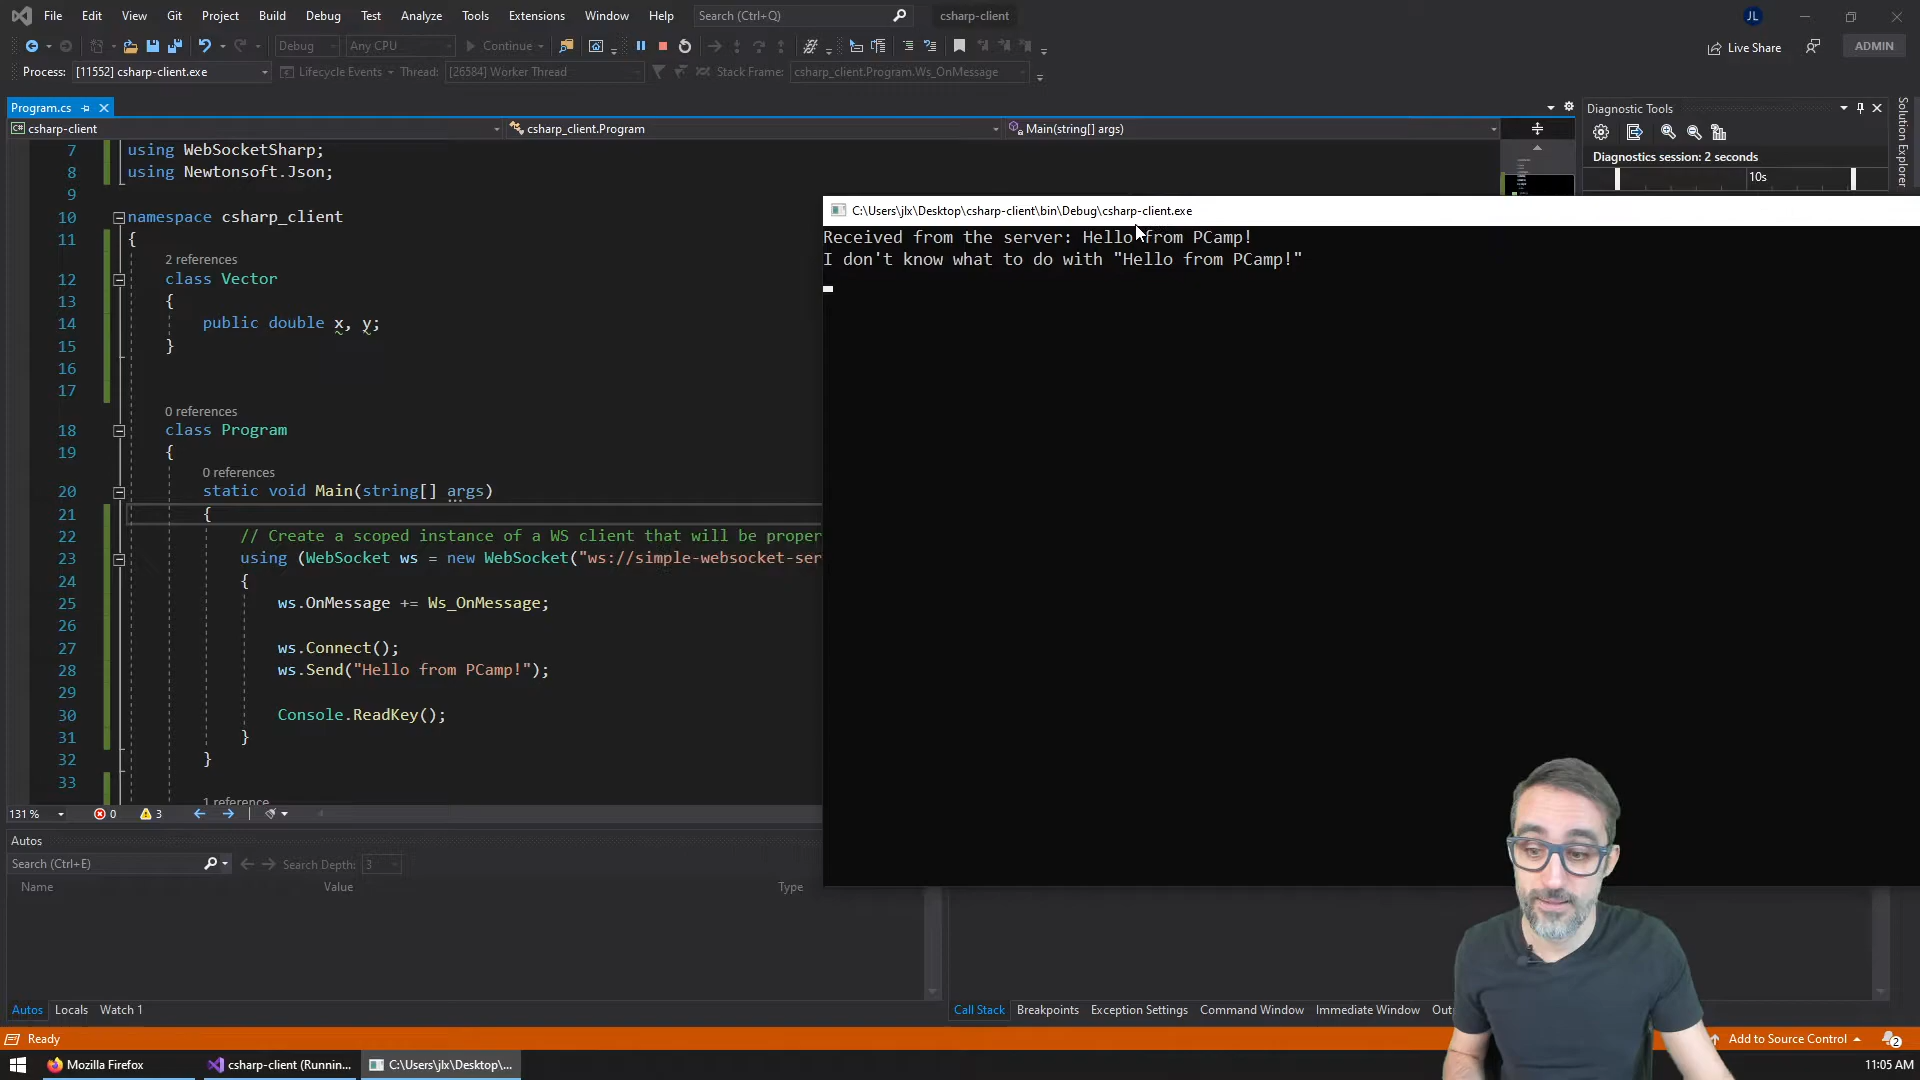 File Edit View Git Project Build Debug Test Analyze Tools Extensions Window Help Search (Ctrl+Q) csharp-client JL
Debug Any CPU Continue Live Share ADMIN
Process: [11552] csharp-client.exe Lifecycle Events Thread: [26584] Worker Thread Stack Frame: csharp_client.Program.Ws_OnMessage
Program.cs
csharp-client csharp_client.Program Main(string[] args)
Diagnostic Tools
Diagnostics session: 2 seconds
10s
Solution Explorer
7 using WebSocketSharp;
8 using Newtonsoft.Json;
9
10 namespace csharp_client
11 {
2 references
12 class Vector
13 {
14 public double x, y;
15 }
16
17
0 references
18 class Program
19 {
0 references
20 static void Main(string[] args)
21 {
22 // Create a scoped instance of a WS client that will be proper
23 using (WebSocket ws = new WebSocket("ws://simple-websocket-ser
24 {
25 ws.OnMessage += Ws_OnMessage;
26
27 ws.Connect();
28 ws.Send("Hello from PCamp!");
29
30 Console.ReadKey();
31 }
32 }
33
1 reference
C:\Users\jlx\Desktop\csharp-client\bin\Debug\csharp-client.exe
Received from the server: Hello from PCamp!
I don't know what to do with "Hello from PCamp!"
131 % 0 3
Autos
Search (Ctrl+E) Search Depth: 3
Name Value Type
Autos Locals Watch 1
Call Stack Breakpoints Exception Settings Command Window Immediate Window Out
Ready Add to Source Control 2
Mozilla Firefox csharp-client (Runnin... C:\Users\jlx\Desktop\... 11:05 AM